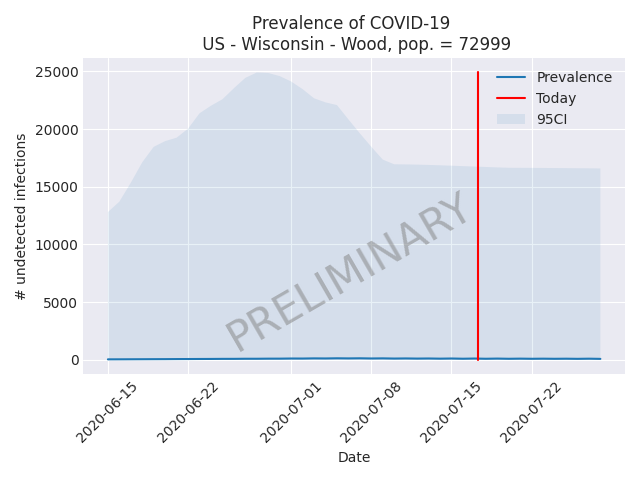 Prevalence of COVID-19
US - Wisconsin - Wood, pop. = 72999
25000
20000
15000
10000
5000
0
# undetected infections
Prevalence
Today
95CI
PRELIMINARY
2020-06-15
2020-06-22
2020-07-01
2020-07-08
2020-07-15
2020-07-22
Date